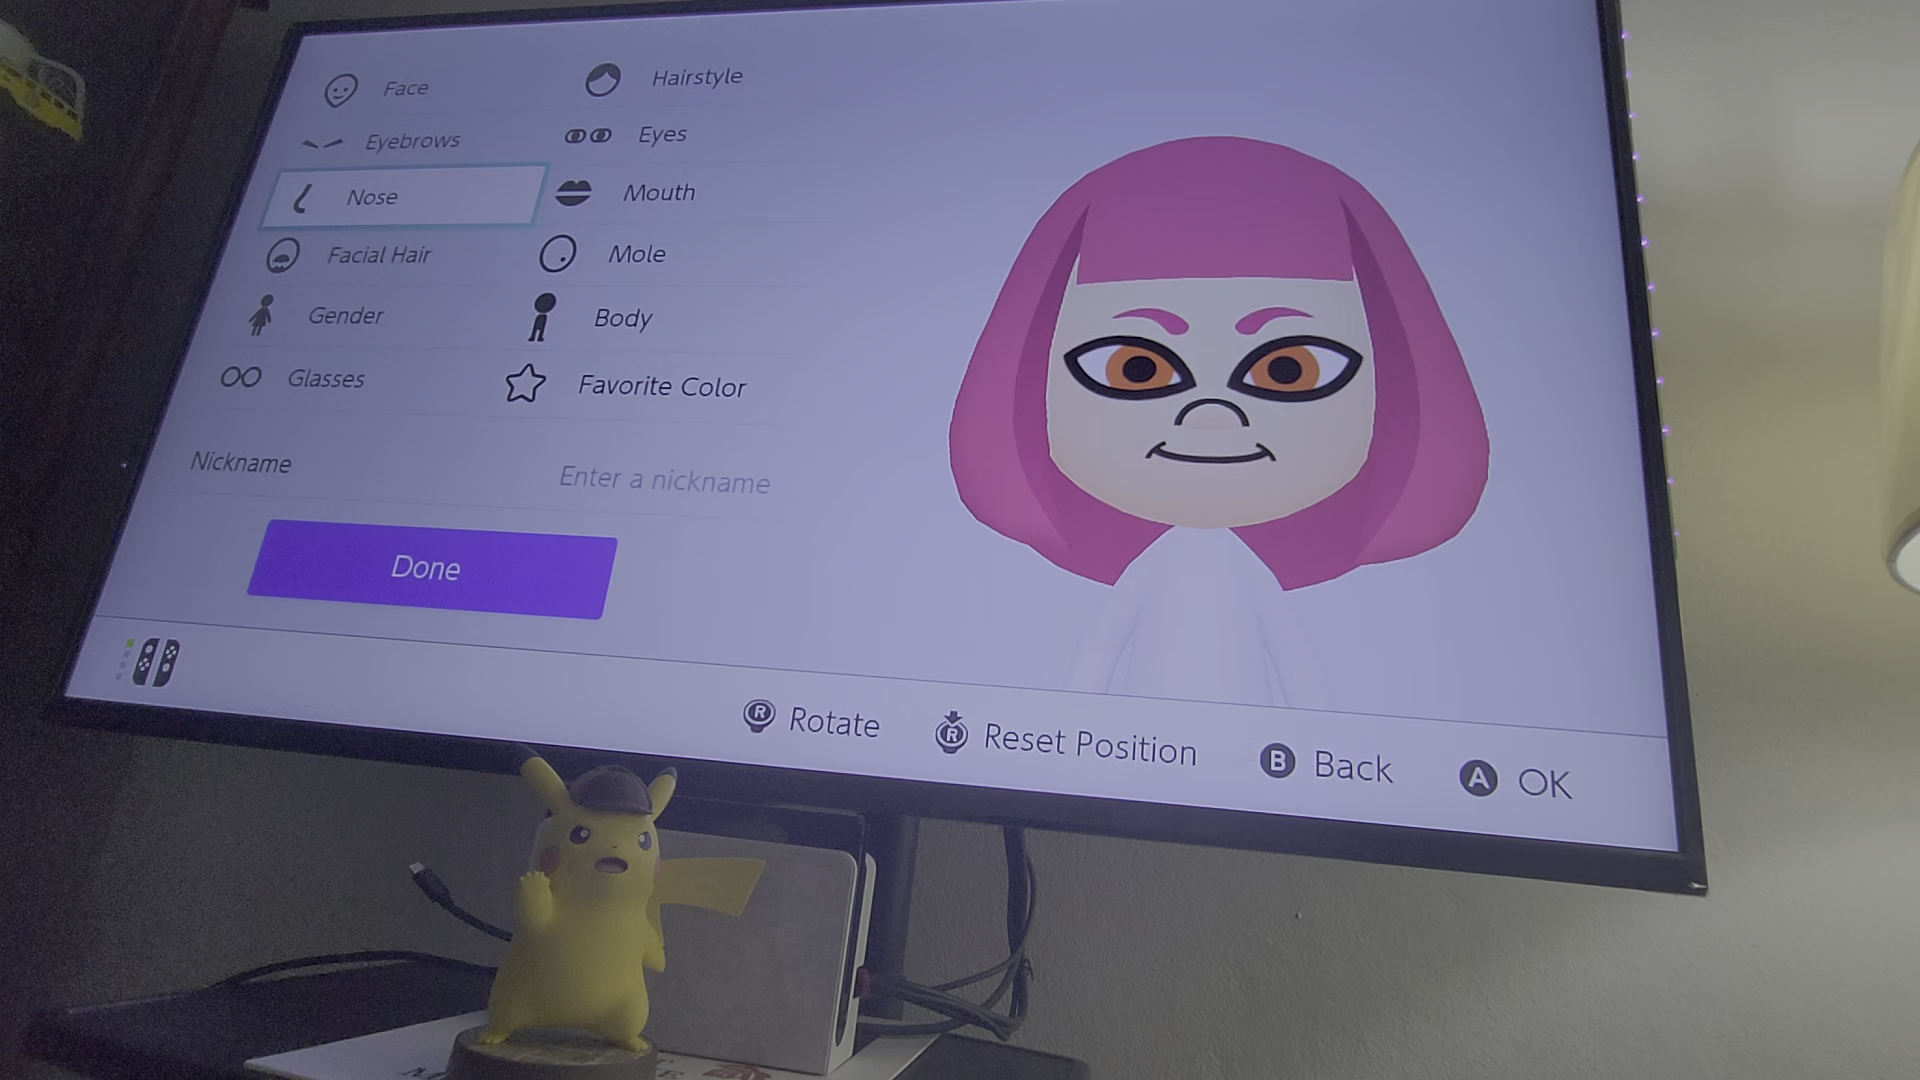 Face
Hairstyle
Eyebrows
Eyes
Nose
Mouth
Facial Hair
Mole
Gender
Body
Glasses
Favorite Color
Nickname
Enter a nickname
Done
R Rotate
R Reset Position
B Back
A OK